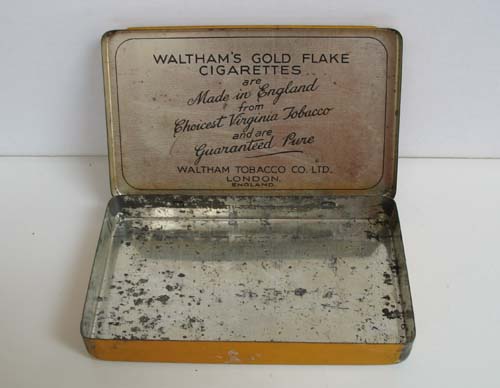 WALTHAM'S GOLD FLAKE
CIGARETTES
are
Made in England
from
Choicest Virginia Tobacco
and are
Guaranteed Pure
WALTHAM TOBACCO CO. LTD.
LONDON.
ENGLAND.